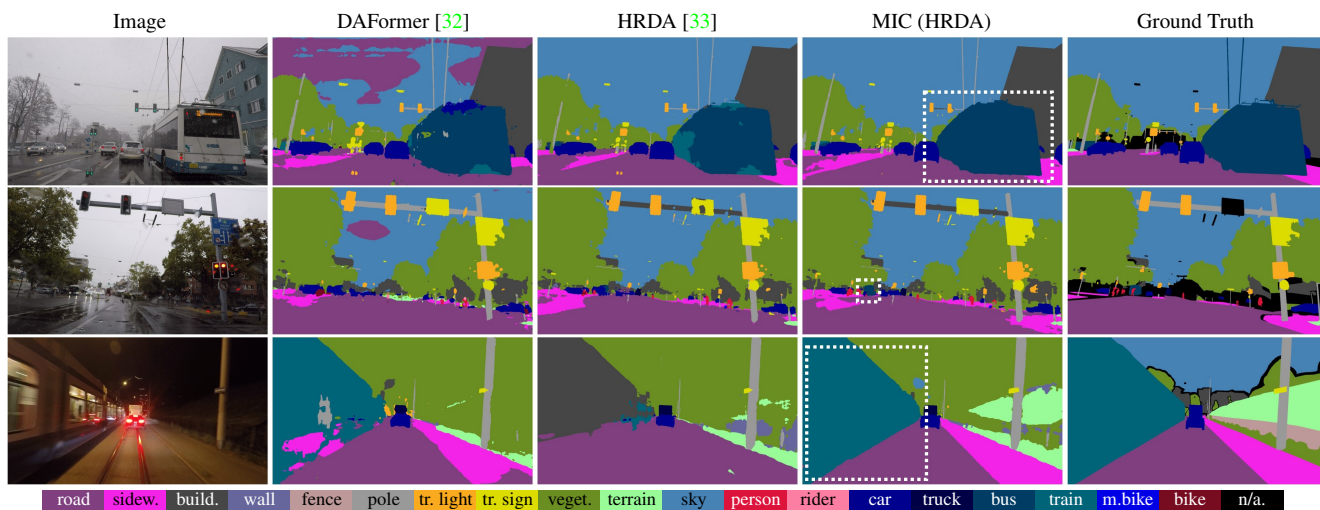 Image DAFormer [32] HRDA [33] MIC (HRDA) Ground Truth
road sidew. build. wall fence pole tr. light tr. sign veget. terrain sky person rider car truck bus train m.bike bike n/a.